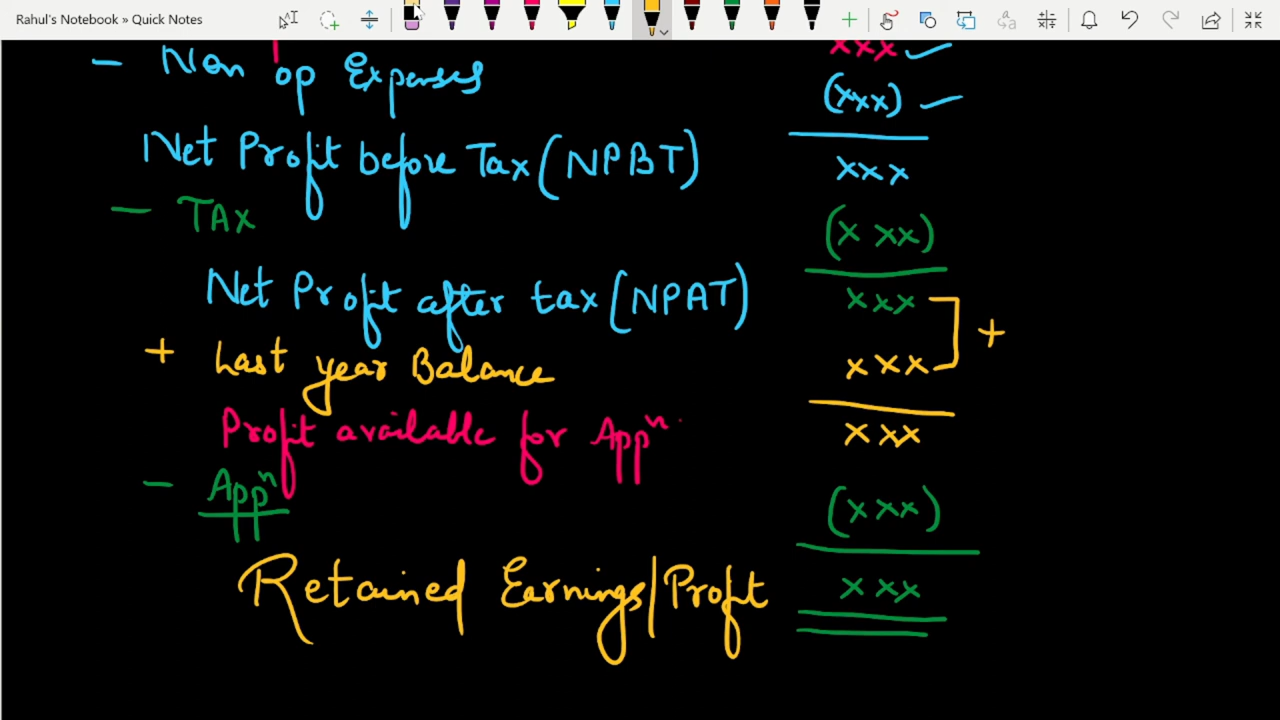 Rahul's Notebook » Quick Notes
xxx
- Non op Expenses (xxx)
Net Profit before Tax (NPBT) xxx
- TAX (xxx)
Net Profit after tax (NPAT) xxx
+ Last year Balance xxx +
Profit available for Appⁿ. xxx
- Appⁿ (xxx)
Retained Earnings/Profit xxx